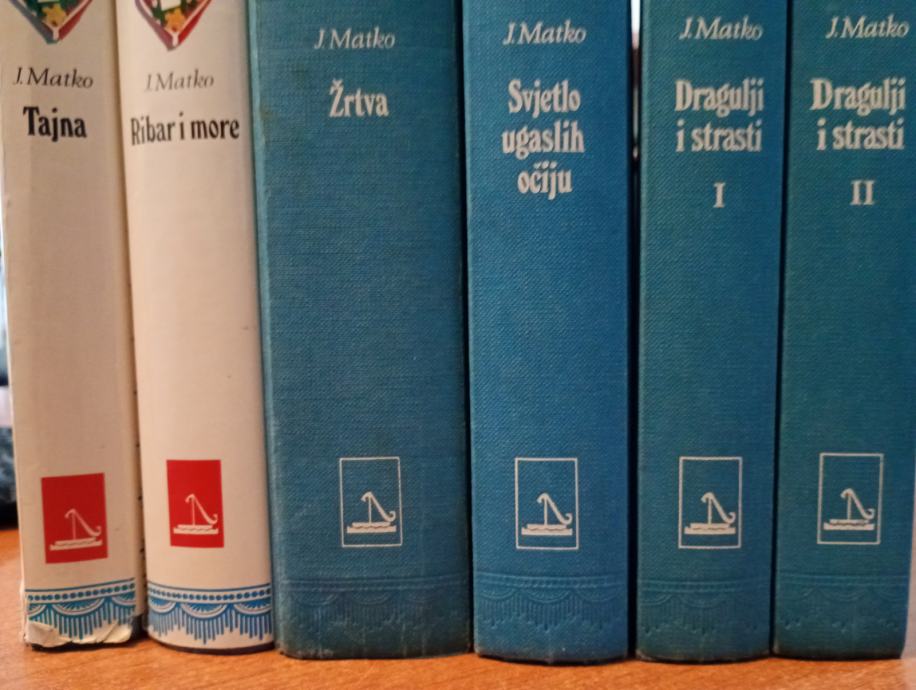 J. Matko
Tajna
J. Matko
Ribar i more
J. Matko
Žrtva
J. Matko
Svjetlo
ugaslih
očiju
J. Matko
Dragulji
i strasti
I
J. Matko
Dragulji
i strasti
II